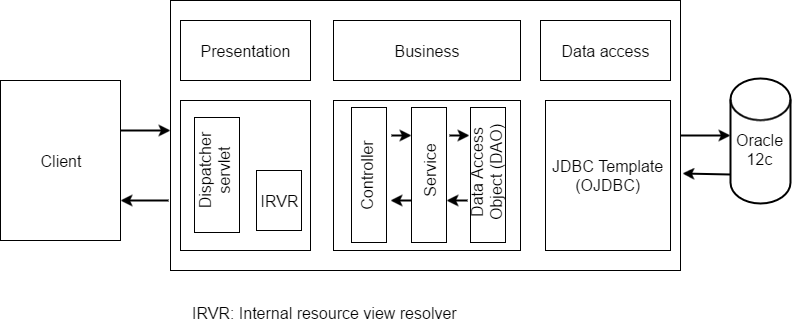 Presentation
Business
Data access
Client
Dispatcher
servlet
IRVR
Controller
Service
Data Access
Object (DAO)
JDBC Template
(OJDBC)
Oracle
12c
IRVR: Internal resource view resolver